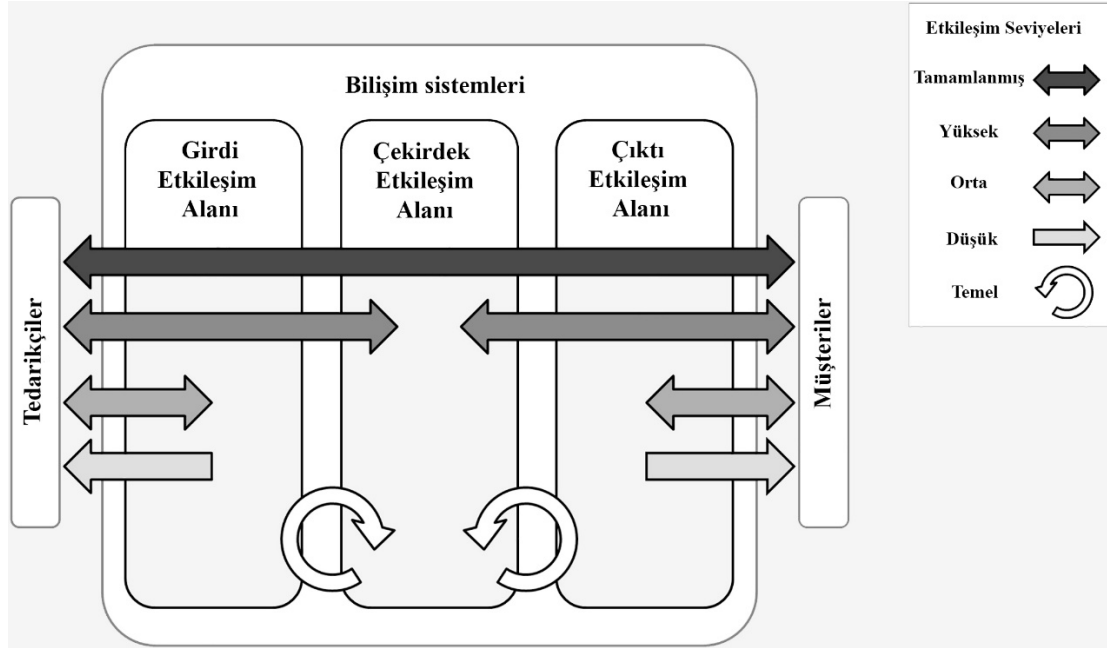 Bilişim sistemleri
Girdi
Etkileşim
Alanı
Çekirdek
Etkileşim
Alanı
Çıktı
Etkileşim
Alanı
Tedarikçiler
Müşteriler
Etkileşim Seviyeleri
Tamamlanmış
Yüksek
Orta
Düşük
Temel